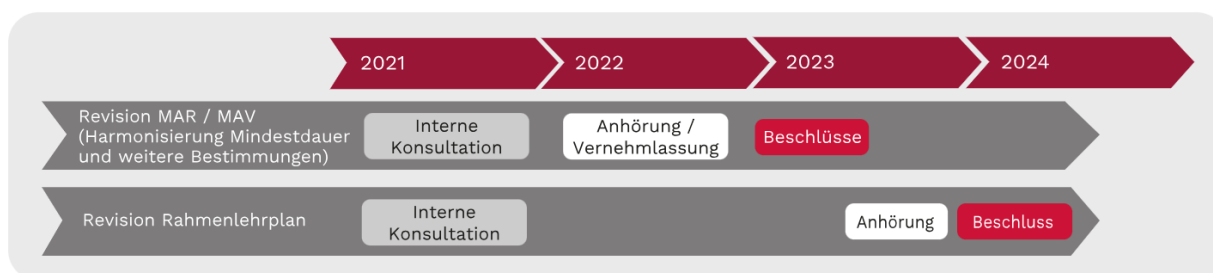 2021 2022 2023 2024
Revision MAR / MAV
(Harmonisierung Mindestdauer
und weitere Bestimmungen)
Interne
Konsultation
Anhörung /
Vernehmlassung
Beschlüsse
Revision Rahmenlehrplan
Interne
Konsultation
Anhörung
Beschluss